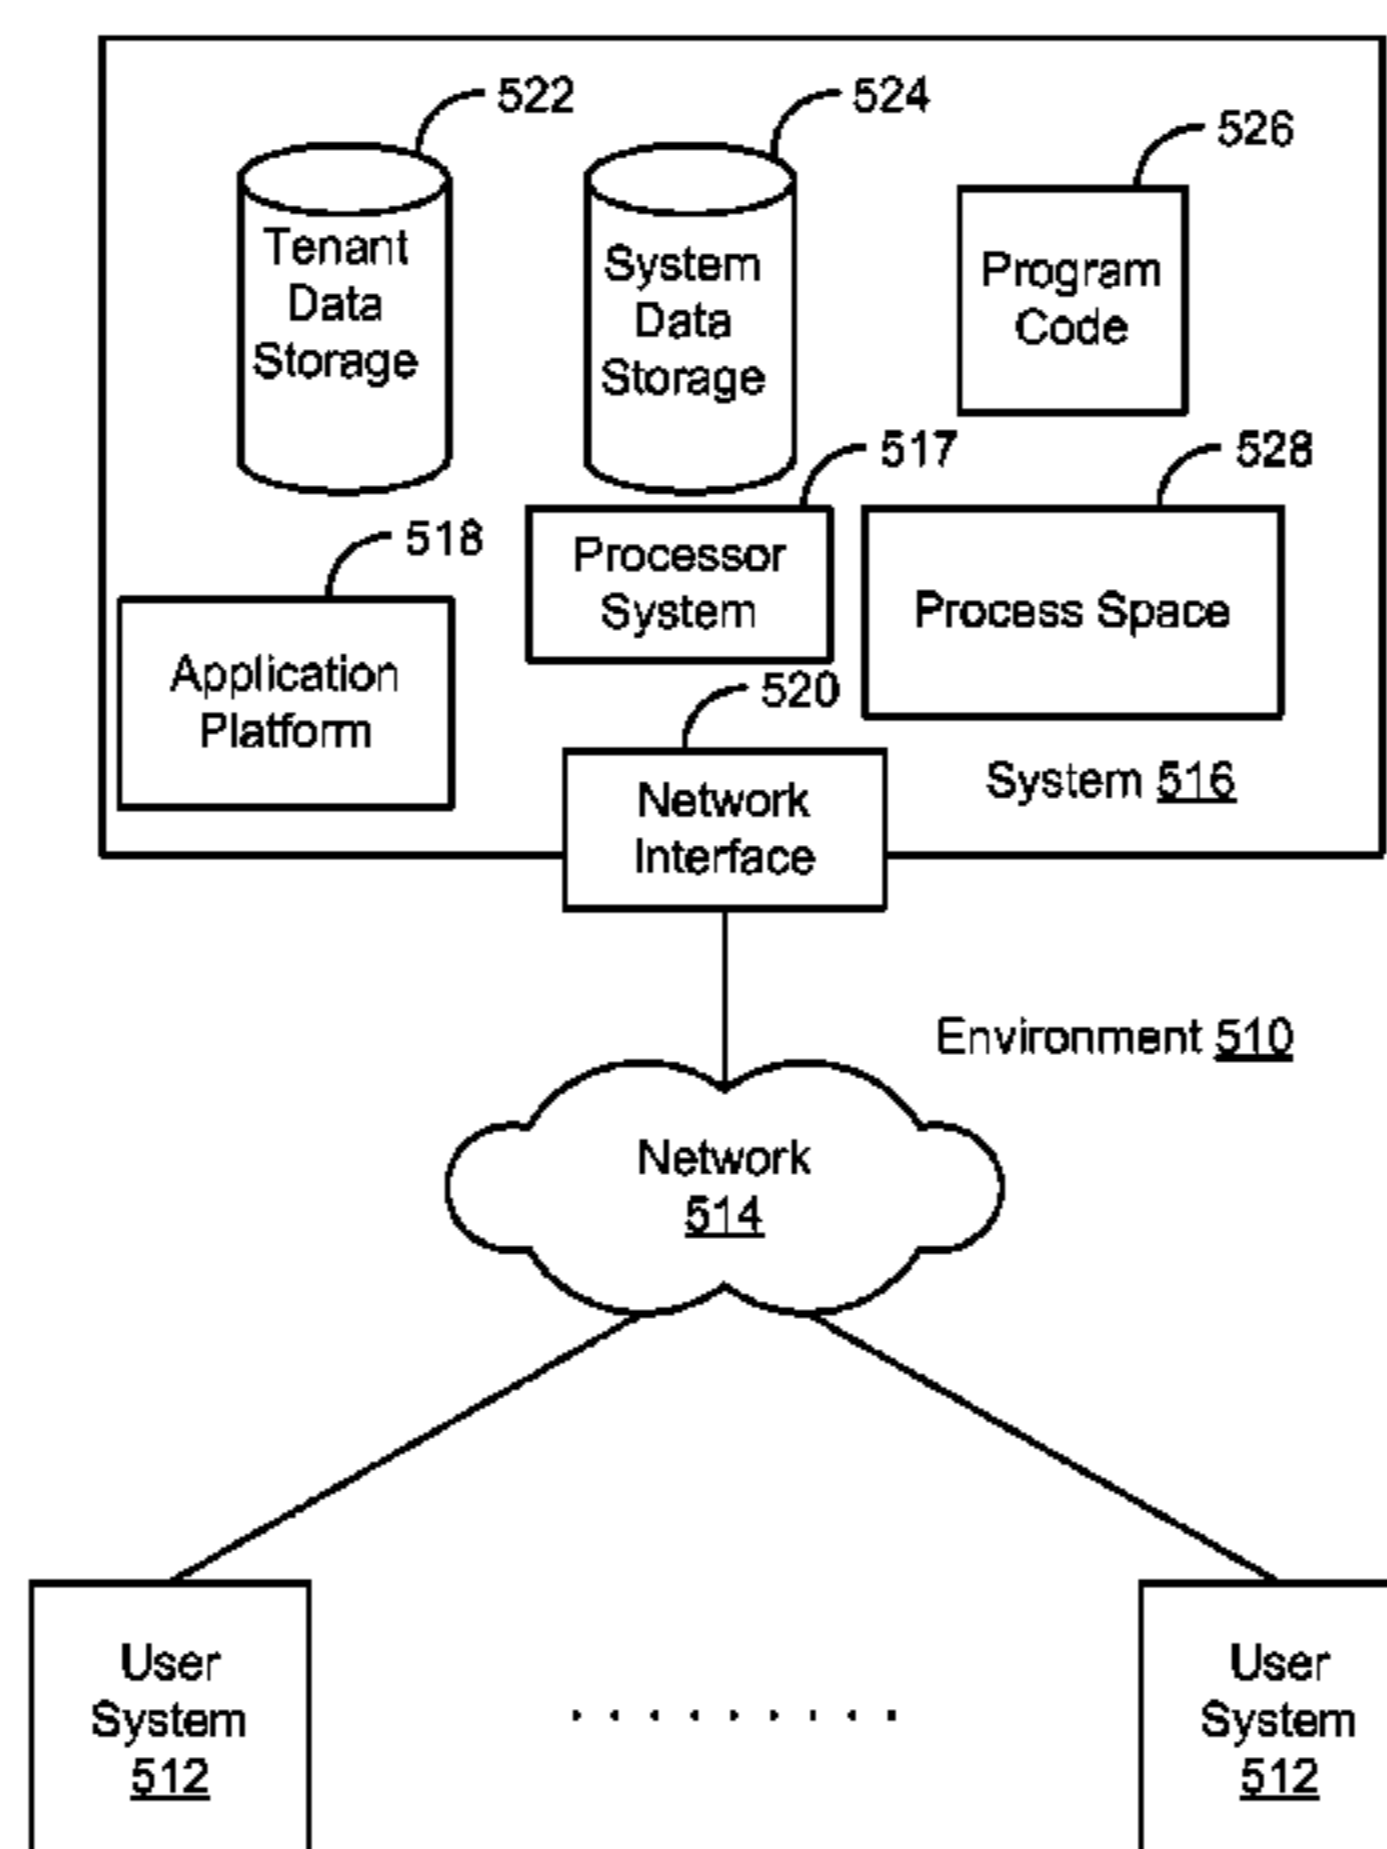 522
524
526
Tenant
Data
Storage
System
Data
Storage
Program
Code
517
528
518
Processor
System
Process Space
Application
Platform
520
Network
Interface
System 516
Environment 510
Network
514
User
System
512
User
System
512